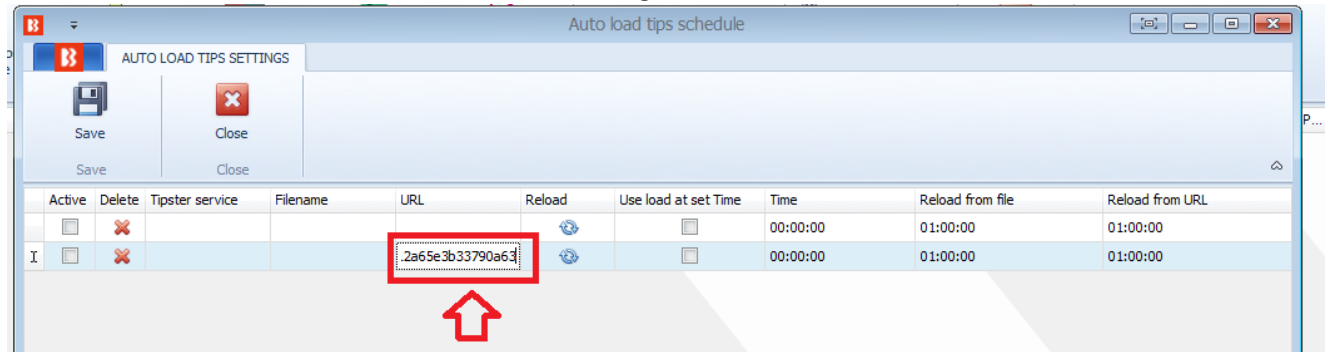 Auto load tips schedule
AUTO LOAD TIPS SETTINGS
Save Close
Save Close
P...
Active Delete Tipster service Filename URL Reload Use load at set Time Time Reload from file Reload from URL
00:00:00 01:00:00 01:00:00
.2a65e3b33790a63 00:00:00 01:00:00 01:00:00